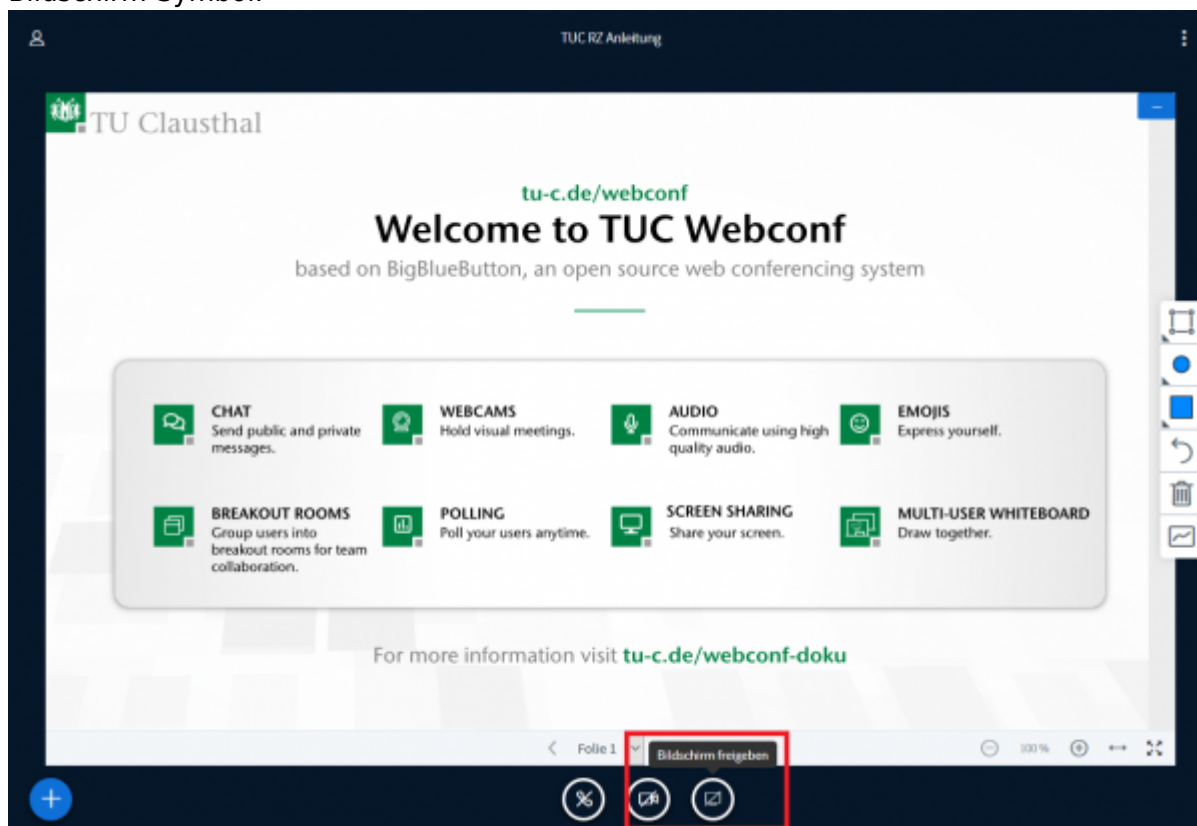 Bildschirm Symbol.
TUC RZ Anleitung
TU Clausthal
tu-c.de/webconf
Welcome to TUC Webconf
based on BigBlueButton, an open source web conferencing system
CHAT
Send public and private
messages.
WEBCAMS
Hold visual meetings.
AUDIO
Communicate using high
quality audio.
EMOJIS
Express yourself.
BREAKOUT ROOMS
Group users into
breakout rooms for team
collaboration.
POLLING
Poll your users anytime.
SCREEN SHARING
Share your screen.
MULTI-USER WHITEBOARD
Draw together.
For more information visit tu-c.de/webconf-doku
Folie 1
100%
Bildschirm freigeben